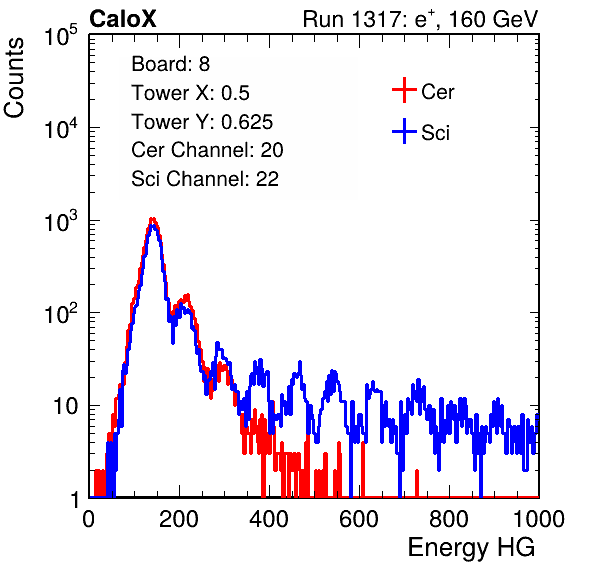 CaloX Run 1317: e⁺, 160 GeV
Counts
10⁵
10⁴
10³
10²
10
1
Board: 8
Tower X: 0.5
Tower Y: 0.625
Cer Channel: 20
Sci Channel: 22
Cer
Sci
0 200 400 600 800 1000
Energy HG